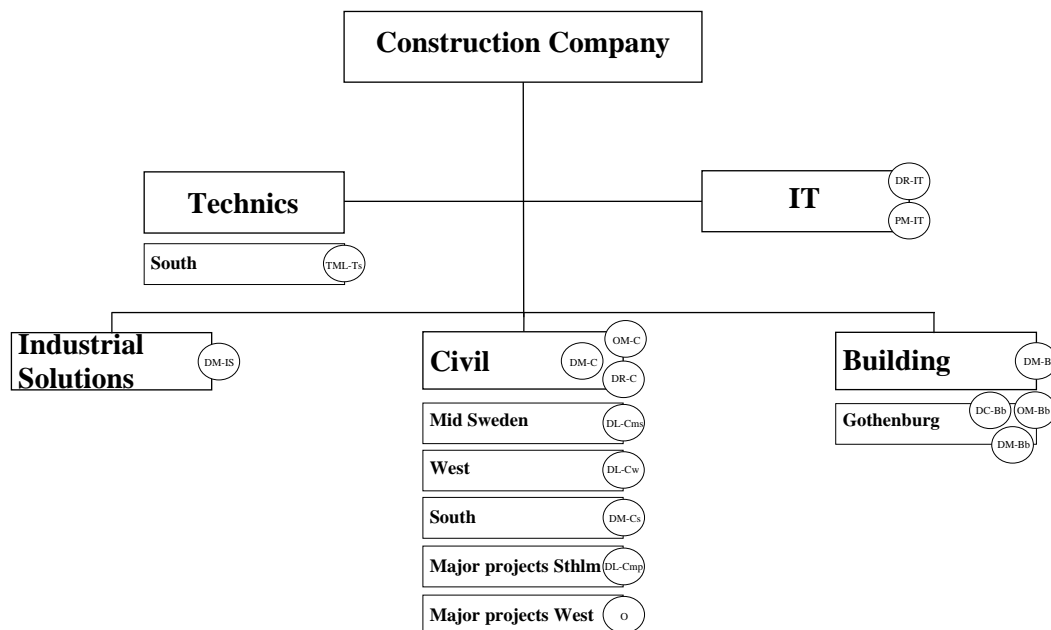 Construction Company
Technics
IT
DR-IT
PM-IT
South
TML-Ts
Industrial
Solutions
DM-IS
Civil
DM-C
OM-C
DR-C
Building
DM-B
Mid Sweden
DL-Cms
Gothenburg
DC-Bb
OM-Bb
DM-Bb
West
DL-Cw
South
DM-Cs
Major projects Sthlm
DL-Cmp
Major projects West
O